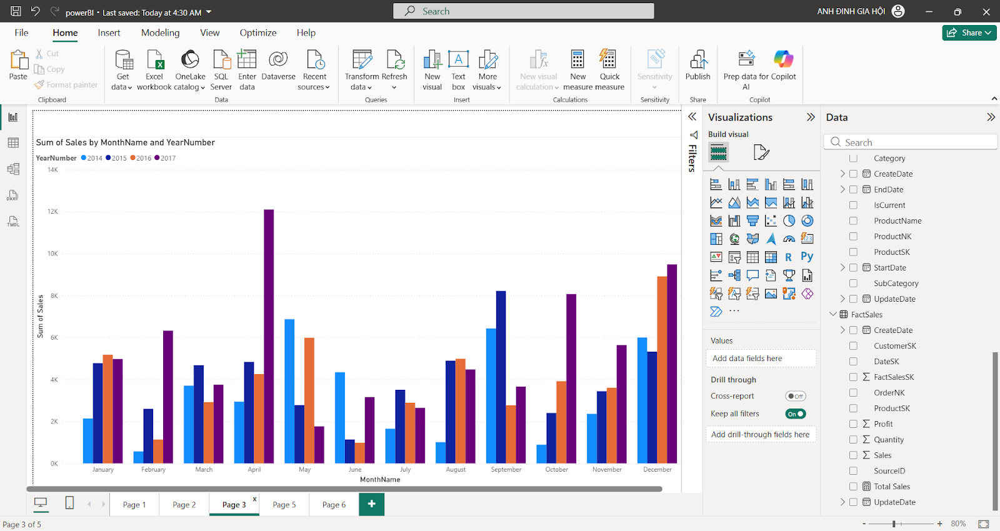 powerBI • Last saved: Today at 4:30 AM
Search
ANH ĐINH GIA HỘI
File
Home
Insert
Modeling
View
Optimize
Help
Share
Paste
Cut
Copy
Format painter
Clipboard
Get data
Excel workbook
OneLake catalog
SQL Server
Enter data
Dataverse
Recent sources
Data
Transform data
Refresh
Queries
New visual
Text box
More visuals
Insert
New visual calculation
New measure
Quick measure
Calculations
Sensitivity
Sensitivity
Publish
Share
Prep data for AI
Copilot
Copilot
DAX
TMDL
Sum of Sales by MonthName and YearNumber
YearNumber 2014 2015 2016 2017
14K
12K
10K
8K
6K
4K
2K
0K
Sum of Sales
January February March April May June July August September October November December
MonthName
Filters
Visualizations
Build visual
123
R
Py
...
Values
Add data fields here
Drill through
Cross-report
Off
Keep all filters
On
Add drill-through fields here
Data
Search
Category
CreateDate
EndDate
IsCurrent
ProductName
ProductNK
ProductSK
StartDate
SubCategory
UpdateDate
FactSales
CreateDate
CustomerSK
DateSK
FactSalesSK
OrderNK
ProductSK
Profit
Quantity
Sales
SourceID
Total Sales
UpdateDate
Page 1
Page 2
Page 3
Page 5
Page 6
Page 3 of 5
80%